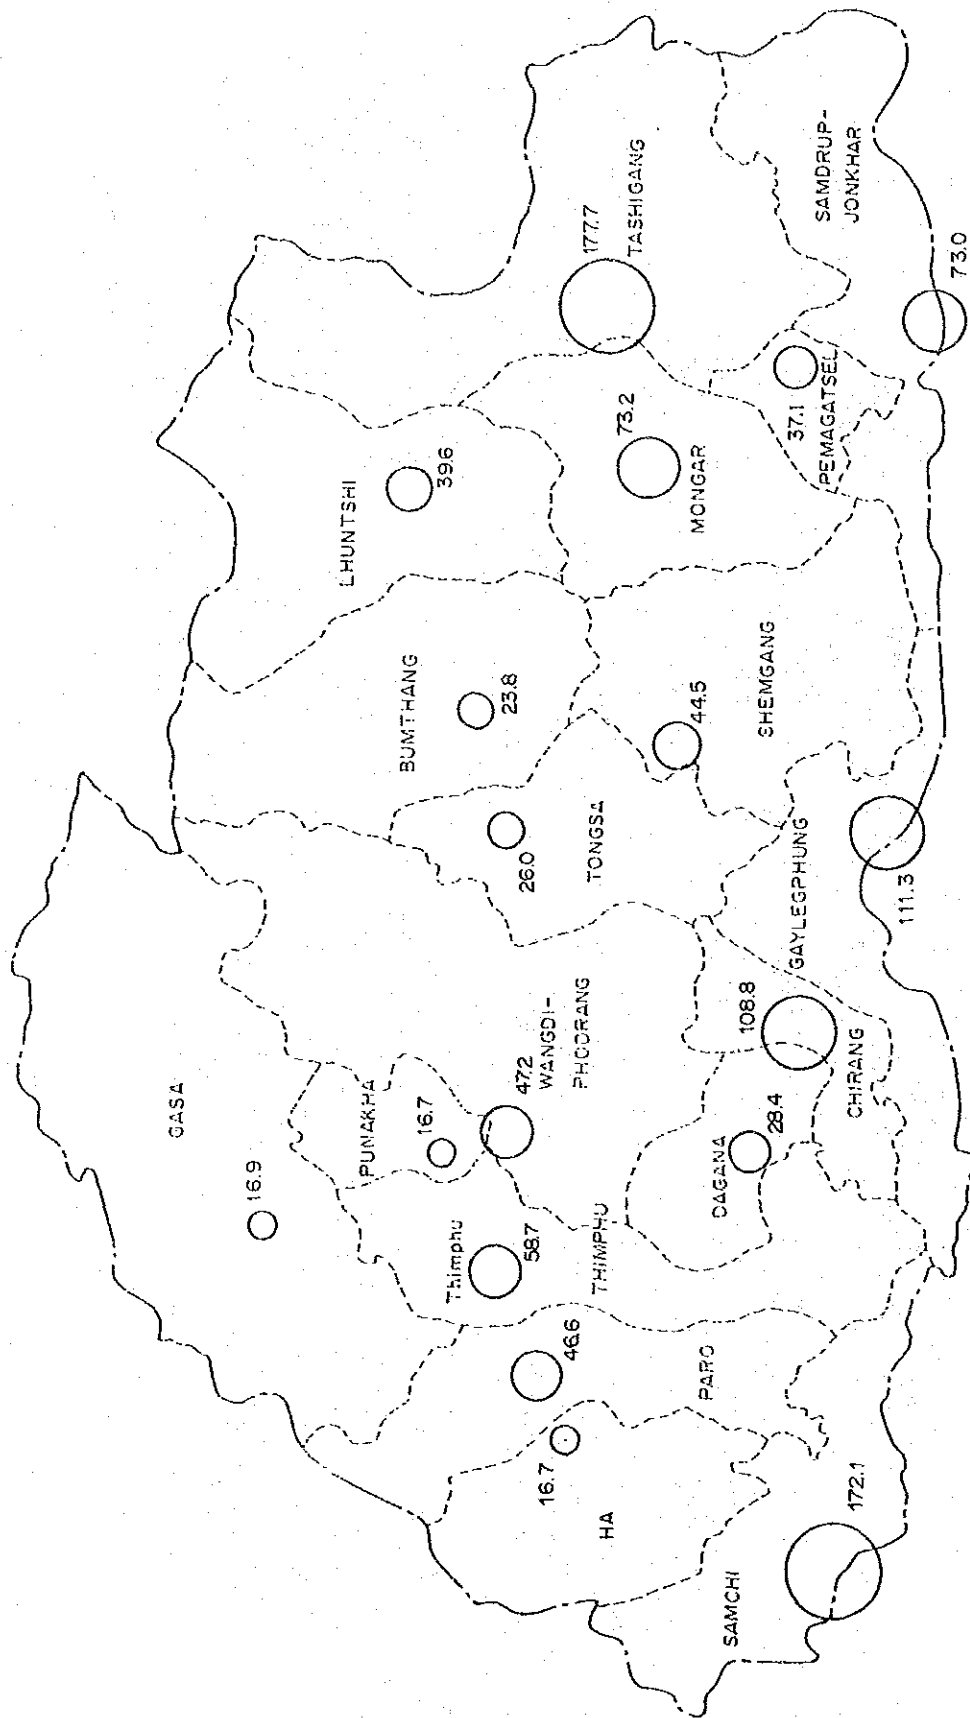 GASA
16.9
PUNAKHA
16.7
Thimphu
58.7
47.2
WANGDI-
PHODRANG
THIMPHU
46.6
PARO
16.7
HA
SAMCHI
172.1
DAGANA
28.4
108.8
CHIRANG
GAYLEGPHUNG
111.3
TONGSA
26.0
BUMTHANG
23.8
SHEMGANG
44.5
LHUNTSHI
39.6
MONGAR
73.2
177.7
TASHIGANG
37.1
PEMAGATSEL
SAMDRUP-
JONKHAR
73.0